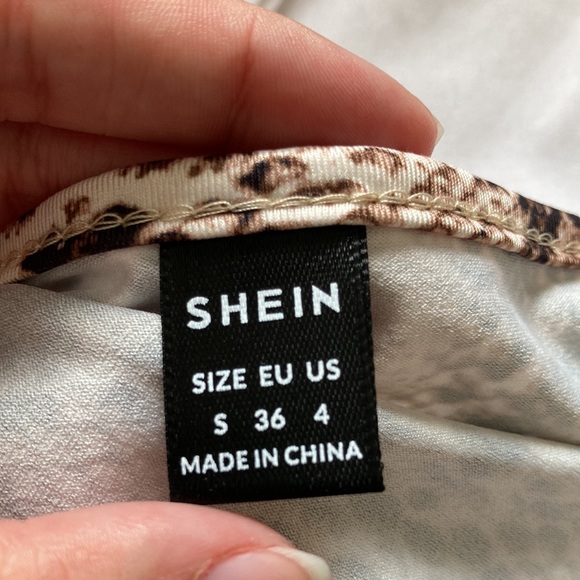 SHEIN
SIZE EU US
S 36 4
MADE IN CHINA